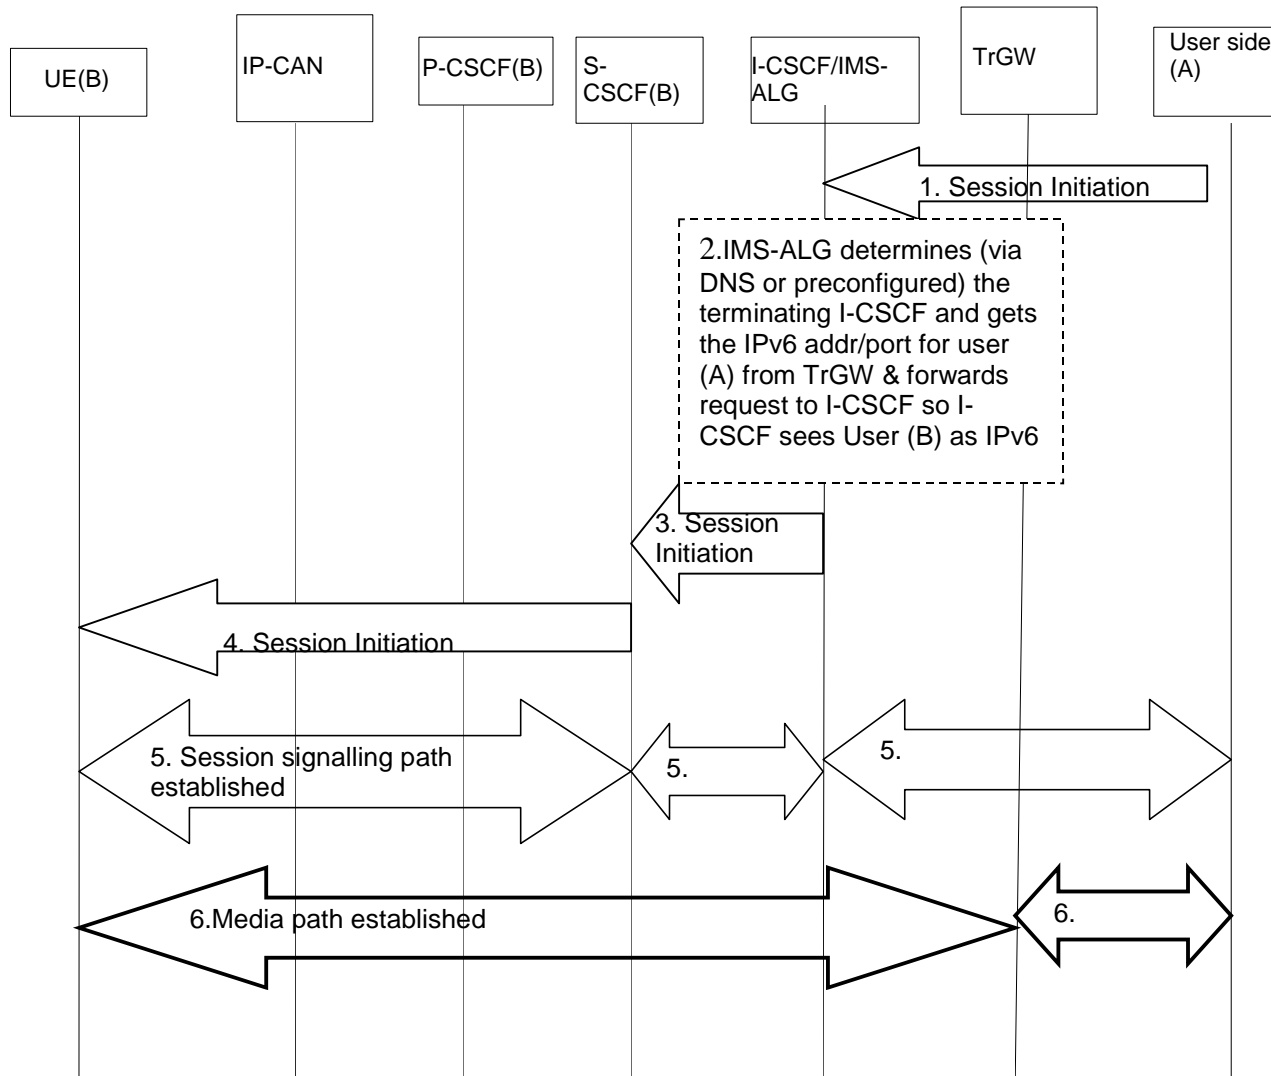 UE(B)
IP-CAN
P-CSCF(B)
S-
CSCF(B)
I-CSCF/IMS-
ALG
TrGW
User side
(A)
1. Session Initiation
2.IMS-ALG determines (via
DNS or preconfigured) the
terminating I-CSCF and gets
the IPv6 addr/port for user
(A) from TrGW & forwards
request to I-CSCF so I-
CSCF sees User (B) as IPv6
3. Session
Initiation
4. Session Initiation
5. Session signalling path
established
5.
5.
6.Media path established
6.